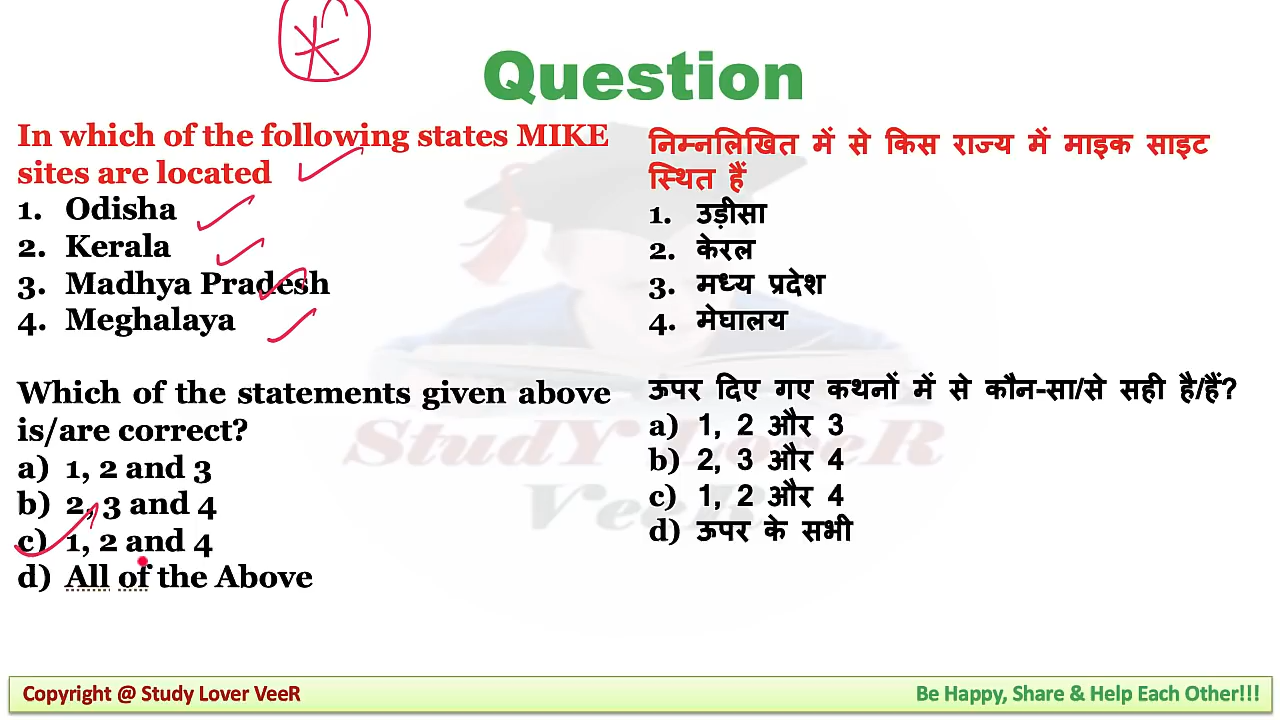 Question
In which of the following states MIKE
sites are located
1. Odisha
2. Kerala
3. Madhya Pradesh
4. Meghalaya
Which of the statements given above
is/are correct?
a) 1, 2 and 3
b) 2, 3 and 4
c) 1, 2 and 4
d) All of the Above
निम्नलिखित में से किस राज्य में माइक साइट
स्थित हैं
1. उड़ीसा
2. केरल
3. मध्य प्रदेश
4. मेघालय
ऊपर दिए गए कथनों में से कौन-सा/से सही है/हैं?
a) 1, 2 और 3
b) 2, 3 और 4
c) 1, 2 और 4
d) ऊपर के सभी
StudY LoveR
VeeR
Copyright @ Study Lover VeeR
Be Happy, Share & Help Each Other!!!